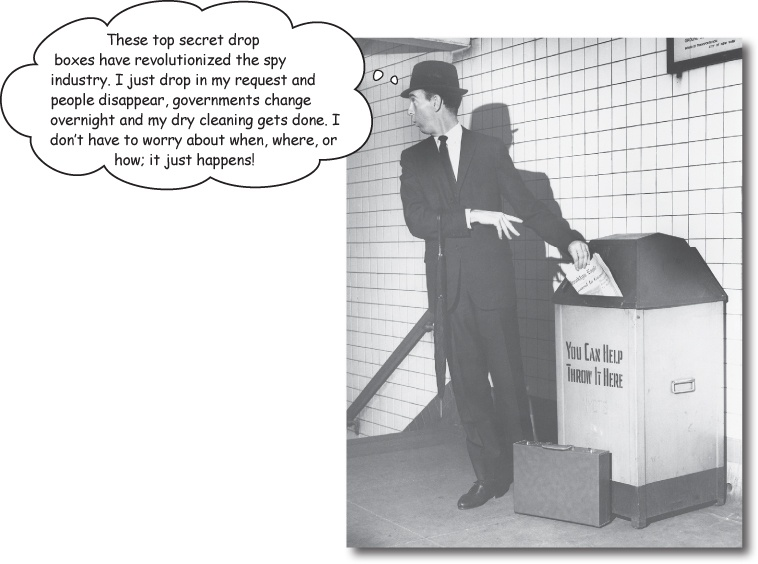 These top secret drop
boxes have revolutionized the spy
industry. I just drop in my request and
people disappear, governments change
overnight and my dry cleaning gets done. I
don't have to worry about when, where, or
how; it just happens!
YOU CAN HELP
THROW IT HERE